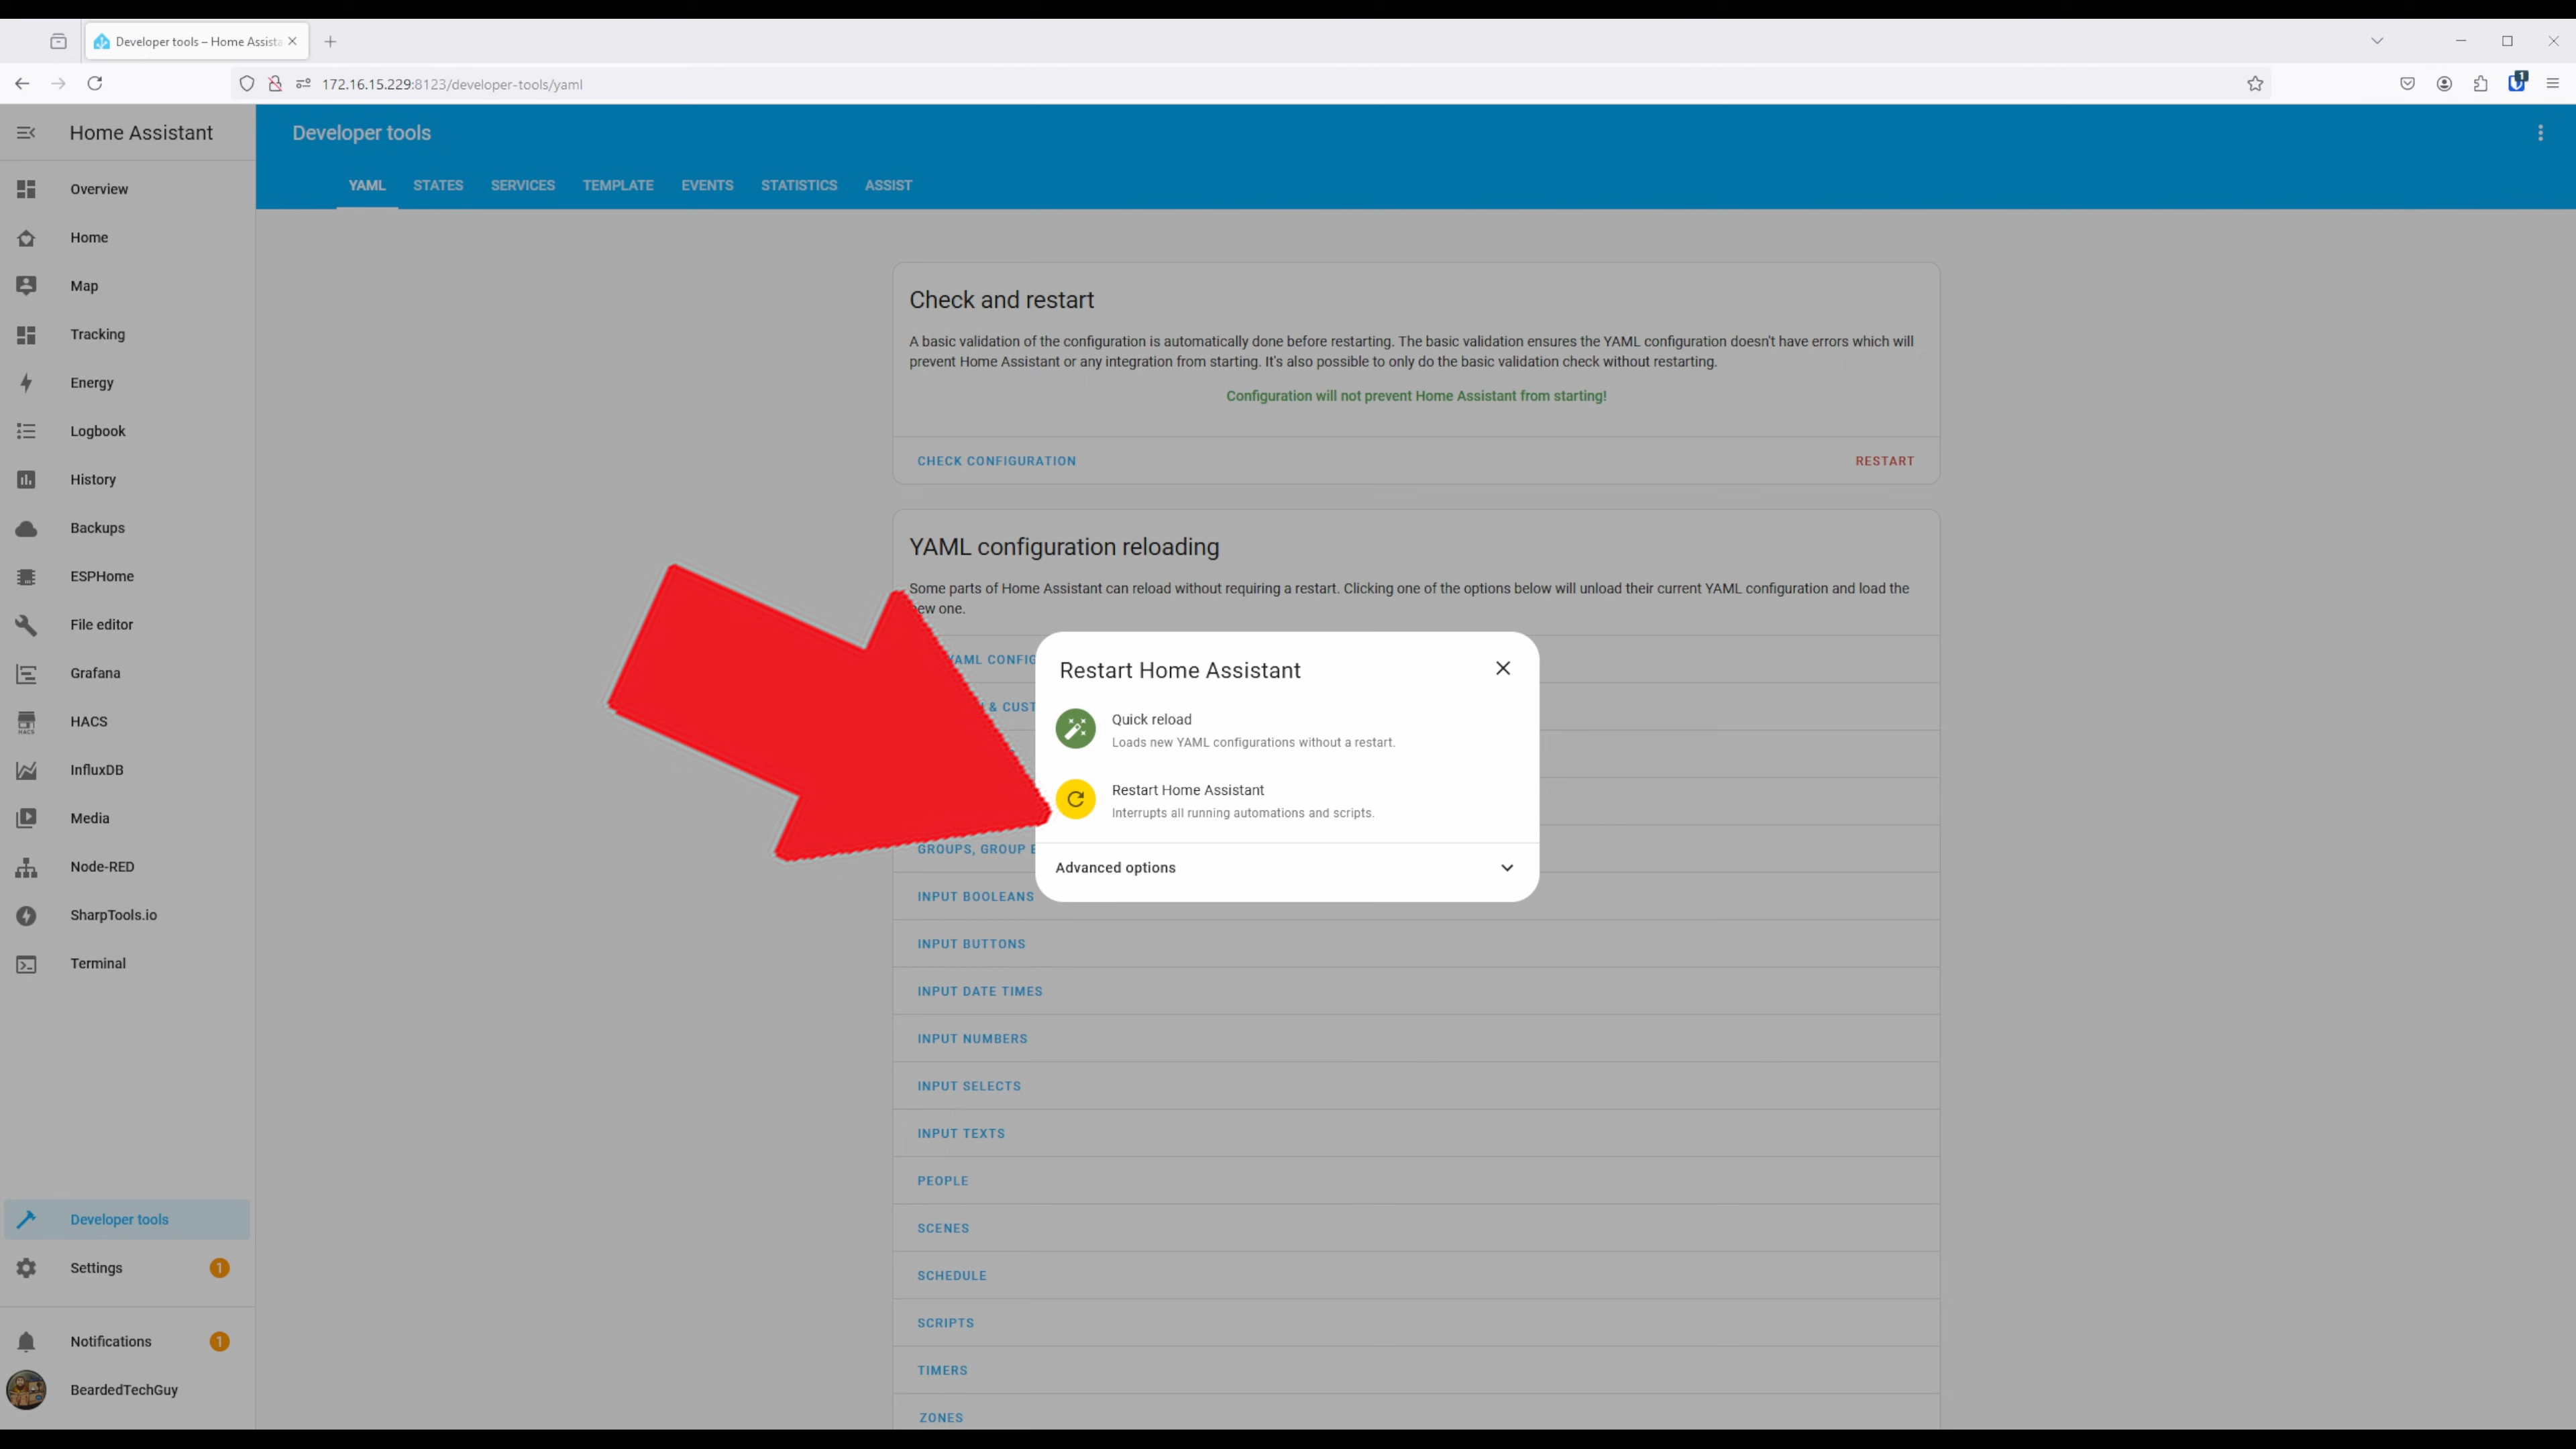 Developer tools – Home Assista
172.16.15.229:8123/developer-tools/yaml
1
Home Assistant
Developer tools
YAML STATES SERVICES TEMPLATE EVENTS STATISTICS ASSIST
Overview
Home
Map
Tracking
Energy
Logbook
History
Backups
ESPHome
File editor
Grafana
HACS
HACS
InfluxDB
Media
Node-RED
SharpTools.io
Terminal
Developer tools
Settings 1
Notifications 1
BeardedTechGuy
Check and restart
A basic validation of the configuration is automatically done before restarting. The basic validation ensures the YAML configuration doesn't have errors which will
prevent Home Assistant or any integration from starting. It's also possible to only do the basic validation check without restarting.
Configuration will not prevent Home Assistant from starting!
CHECK CONFIGURATION RESTART
YAML configuration reloading
Some parts of Home Assistant can reload without requiring a restart. Clicking one of the options below will unload their current YAML configuration and load the
new one.
YAML CONFIG
& CUST
GROUPS, GROUP E
INPUT BOOLEANS
INPUT BUTTONS
INPUT DATE TIMES
INPUT NUMBERS
INPUT SELECTS
INPUT TEXTS
PEOPLE
SCENES
SCHEDULE
SCRIPTS
TIMERS
ZONES
Restart Home Assistant
Quick reload
Loads new YAML configurations without a restart.
Restart Home Assistant
Interrupts all running automations and scripts.
Advanced options